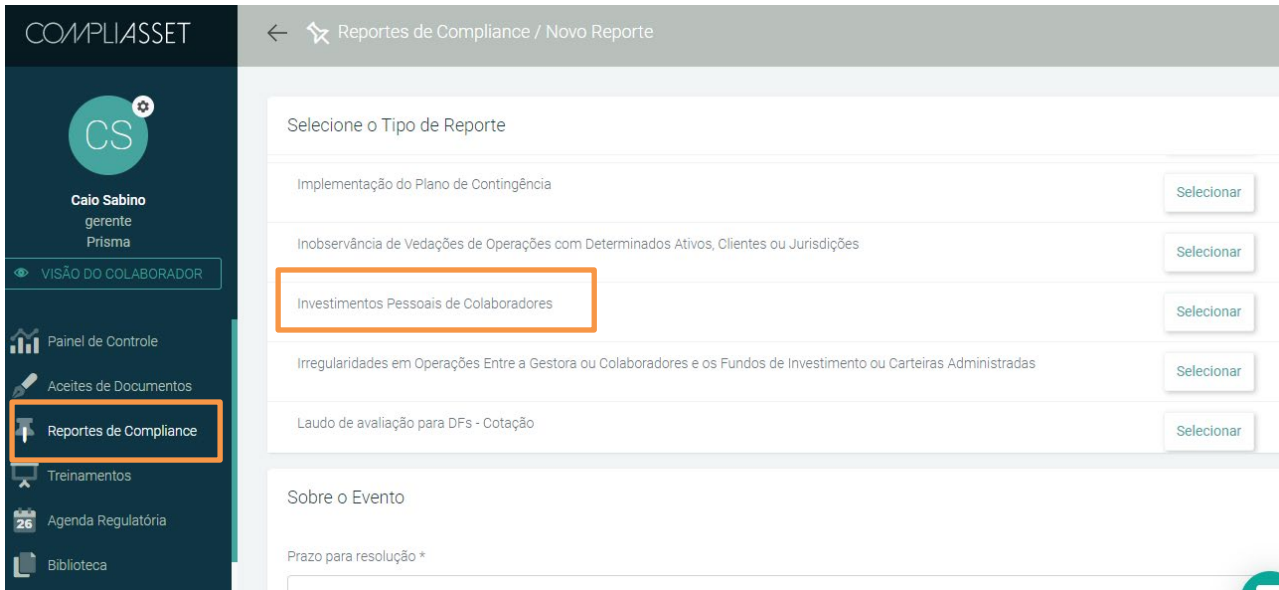 COMPLIASSET
CS
Caio Sabino
gerente
Prisma
VISÃO DO COLABORADOR
Painel de Controle
Aceites de Documentos
Reportes de Compliance
Treinamentos
26
Agenda Regulatória
Biblioteca
Reportes de Compliance / Novo Reporte
Selecione o Tipo de Reporte
Implementação do Plano de Contingência Selecionar
Inobservância de Vedações de Operações com Determinados Ativos, Clientes ou Jurisdições Selecionar
Investimentos Pessoais de Colaboradores Selecionar
Irregularidades em Operações Entre a Gestora ou Colaboradores e os Fundos de Investimento ou Carteiras Administradas Selecionar
Laudo de avaliação para DFs - Cotação Selecionar
Sobre o Evento
Prazo para resolução *